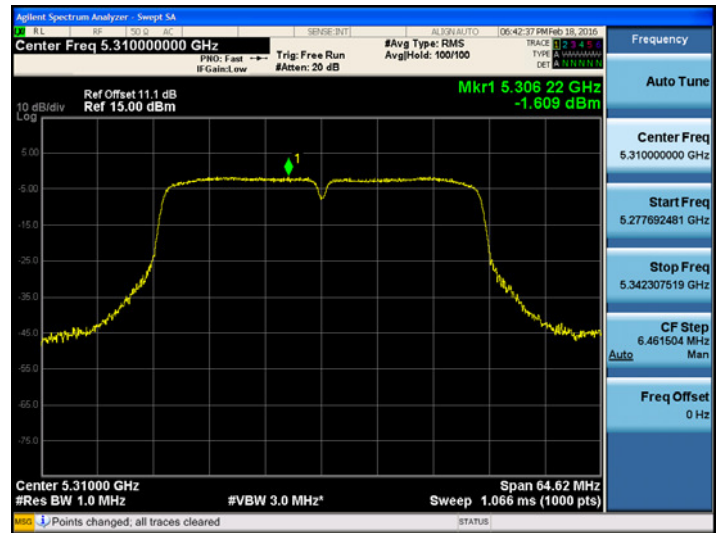 Agilent Spectrum Analyzer - Swept SA
RL RF 50 Ω AC SENSE:INT ALIGNAUTO 06:42:37 PM Feb 18, 2016
Center Freq 5.310000000 GHz
PNO: Fast
IFGain:Low
Trig: Free Run
#Atten: 20 dB
#Avg Type: RMS
Avg|Hold: 100/100
TRACE 1 2 3 4 5 6
TYPE A WWWWW
DET A N N N N N
Frequency
Ref Offset 11.1 dB
10 dB/div Ref 15.00 dBm
Log
Mkr1 5.306 22 GHz
-1.609 dBm
5.00
-5.00
-15.0
-25.0
-35.0
-45.0
-55.0
-65.0
-75.0
1
Center 5.31000 GHz
Span 64.62 MHz
#Res BW 1.0 MHz
#VBW 3.0 MHz*
Sweep 1.066 ms (1000 pts)
Auto Tune
Center Freq
5.310000000 GHz
Start Freq
5.277692481 GHz
Stop Freq
5.342307519 GHz
CF Step
6.461504 MHz
Auto Man
Freq Offset
0 Hz
MSG Points changed; all traces cleared
STATUS